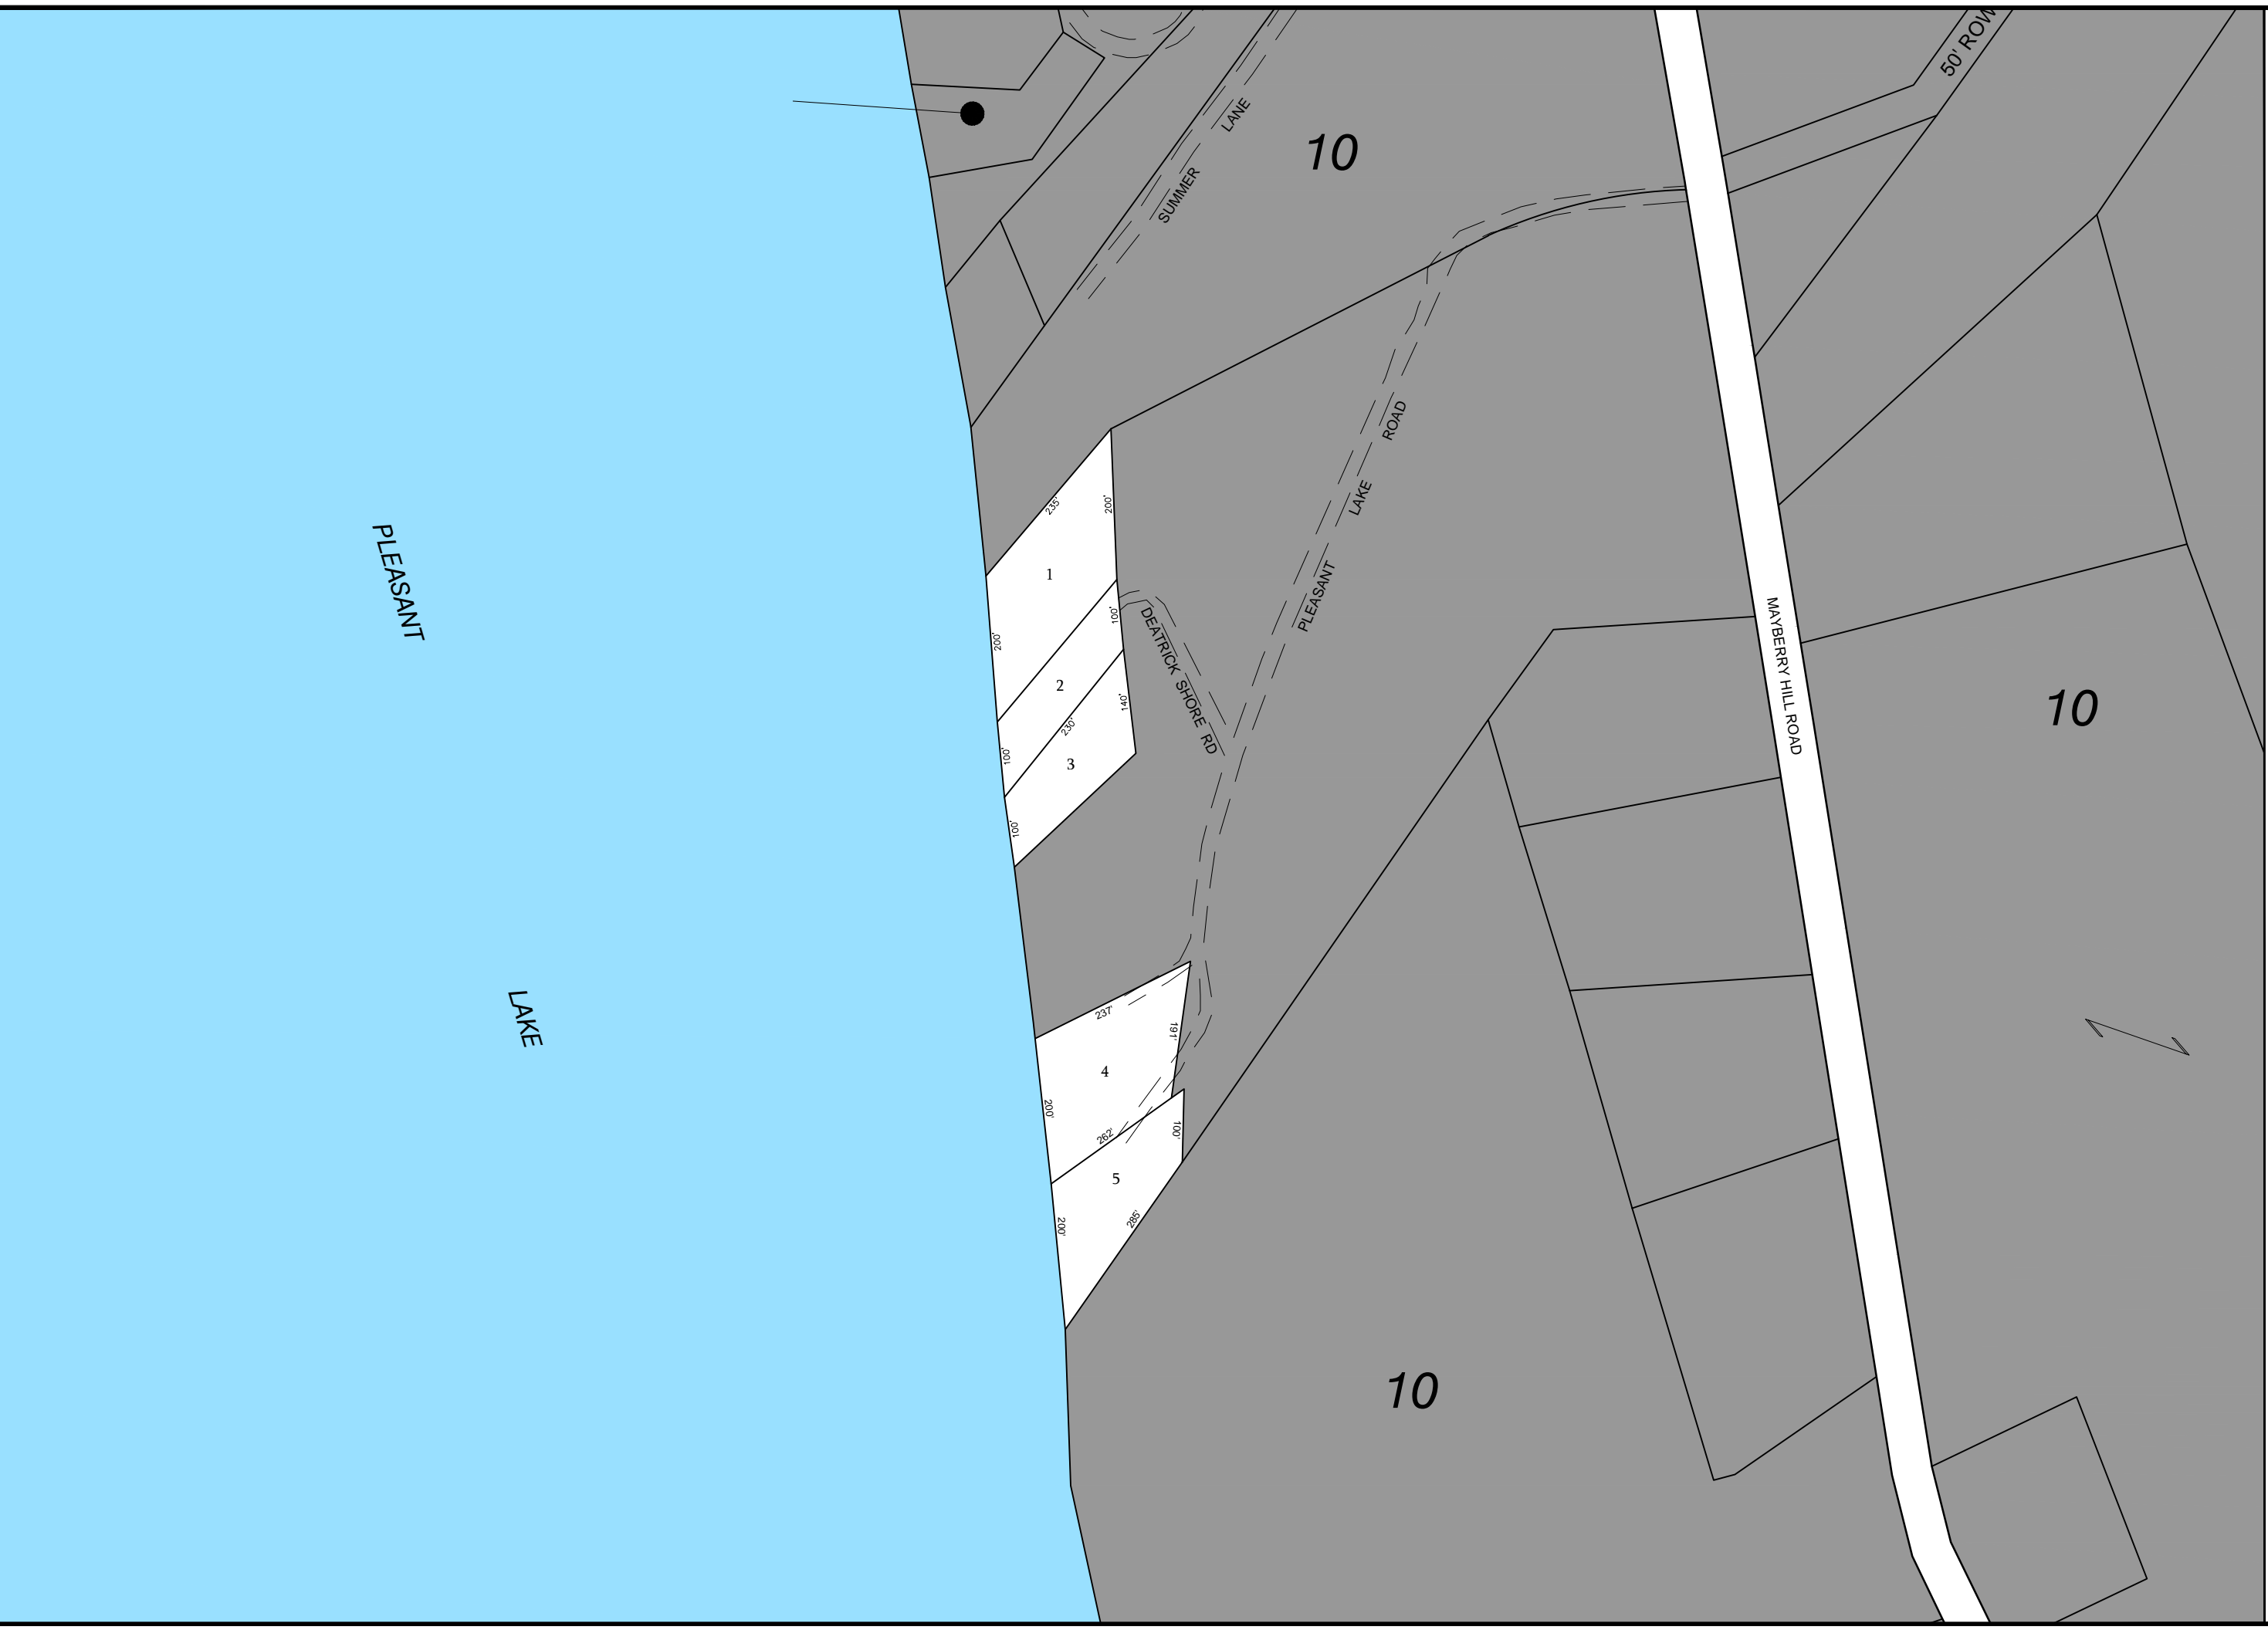 50' ROW
LANE
SUMMER
10
ROAD
LAKE
PLEASANT
PLEASANT
LAKE
235'
200'
1
200'
100'
2
DEATRICK SHORE RD
MAYBERRY HILL ROAD
140'
230'
100'
3
100'
10
237'
191'
4
200'
262'
100'
5
200'
285'
10